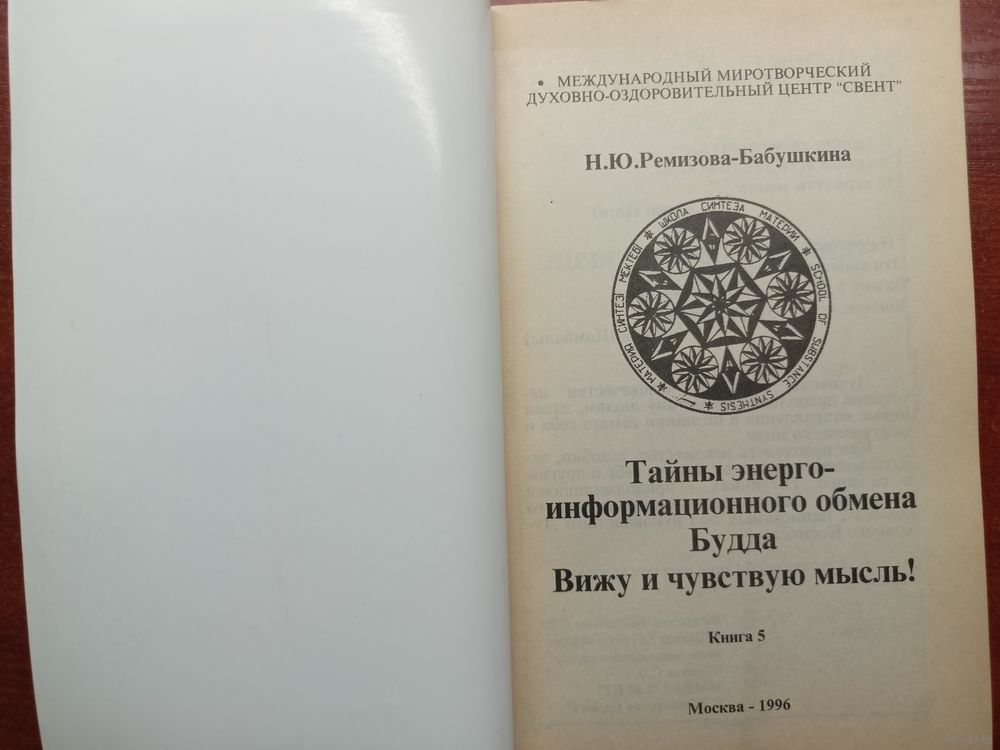 • МЕЖДУНАРОДНЫЙ МИРОТВОРЧЕСКИЙ
ДУХОВНО-ОЗДОРОВИТЕЛЬНЫЙ ЦЕНТР “СВЕНТ”
Н.Ю.Ремизова-Бабушкина
МАТЕРИЯ СИНТЕЗІ МЕКТЕБІ * ШКОЛА СИНТЕЗА МАТЕРИИ * SCHOOL OF SUBSTANCE SYNTHESIS *
Тайны энерго-
информационного обмена
Будда
Вижу и чувствую мысль!
Книга 5
Москва - 1996